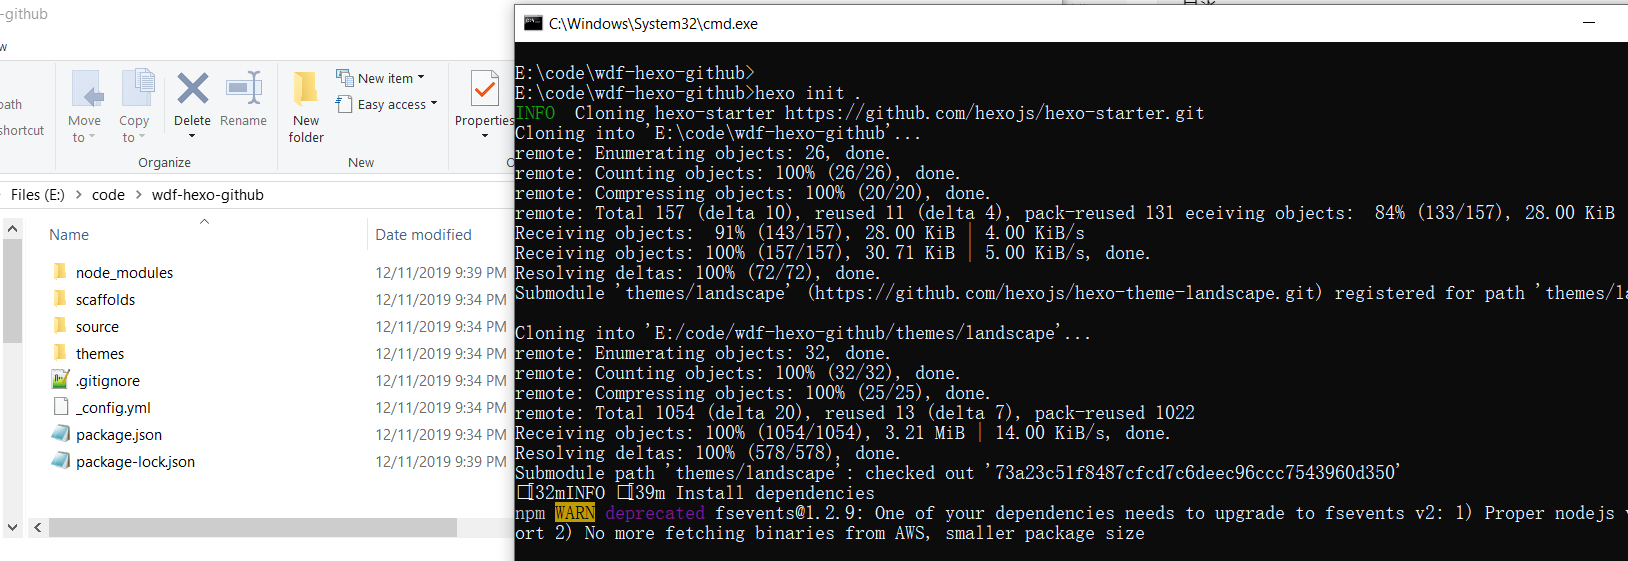 -github
C:\Windows\System32\cmd.exe
w
path
shortcut
Move to
Copy to
Delete
Rename
New folder
New item
Easy access
Properties
Organize
New
Files (E:) > code > wdf-hexo-github
Name Date modified
node_modules 12/11/2019 9:39 PM
scaffolds 12/11/2019 9:34 PM
source 12/11/2019 9:34 PM
themes 12/11/2019 9:34 PM
.gitignore 12/11/2019 9:34 PM
_config.yml 12/11/2019 9:34 PM
package.json 12/11/2019 9:34 PM
package-lock.json 12/11/2019 9:39 PM
E:\code\wdf-hexo-github>
E:\code\wdf-hexo-github>hexo init .
INFO  Cloning hexo-starter https://github.com/hexojs/hexo-starter.git
Cloning into 'E:\code\wdf-hexo-github'...
remote: Enumerating objects: 26, done.
remote: Counting objects: 100% (26/26), done.
remote: Compressing objects: 100% (20/20), done.
remote: Total 157 (delta 10), reused 11 (delta 4), pack-reused 131 eceiving objects:  84% (133/157), 28.00 KiB
Receiving objects:  91% (143/157), 28.00 KiB | 4.00 KiB/s
Receiving objects: 100% (157/157), 30.71 KiB | 5.00 KiB/s, done.
Resolving deltas: 100% (72/72), done.
Submodule 'themes/landscape' (https://github.com/hexojs/hexo-theme-landscape.git) registered for path 'themes/la
Cloning into 'E:/code/wdf-hexo-github/themes/landscape'...
remote: Enumerating objects: 32, done.
remote: Counting objects: 100% (32/32), done.
remote: Compressing objects: 100% (25/25), done.
remote: Total 1054 (delta 20), reused 13 (delta 7), pack-reused 1022
Receiving objects: 100% (1054/1054), 3.21 MiB | 14.00 KiB/s, done.
Resolving deltas: 100% (578/578), done.
Submodule path 'themes/landscape': checked out '73a23c51f8487cfcd7c6deec96ccc7543960d350'
[32mINFO [39m Install dependencies
npm WARN deprecated fsevents@1.2.9: One of your dependencies needs to upgrade to fsevents v2: 1) Proper nodejs v
ort 2) No more fetching binaries from AWS, smaller package size